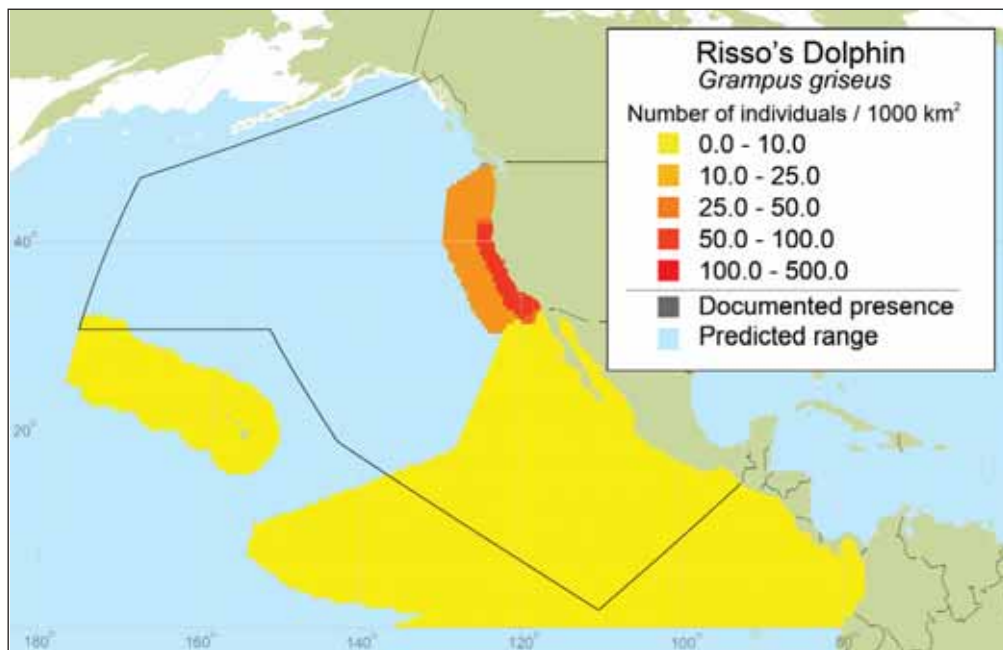 Risso's Dolphin
Grampus griseus
Number of individuals / 1000 km²
0.0 - 10.0
10.0 - 25.0
25.0 - 50.0
50.0 - 100.0
100.0 - 500.0
Documented presence
Predicted range
40°
20°
180° 160° 140° 120° 100° 80